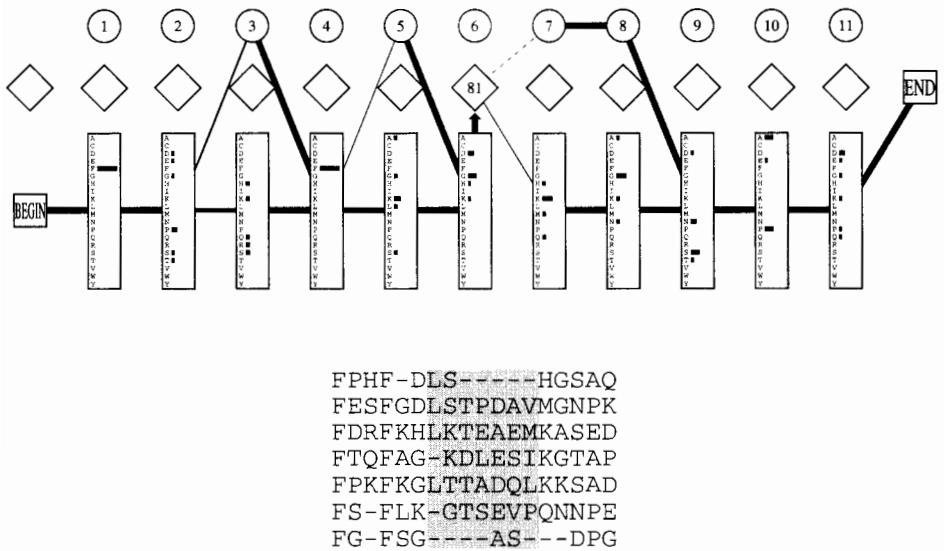 1 2 3 4 5 6 7 8 9 10 11
81
END
BEGIN
A C D E F G H I K L M N P Q R S T V W Y
A C D E F G H I K L M N P Q R S T V W Y
A C D E F G H I K L M N P Q R S T V W Y
A C D E F G H I K L M N P Q R S T V W Y
A C D E F G H I K L M N P Q R S T V W Y
A C D E F G H I K L M N P Q R S T V W Y
A C D E F G H I K L M N P Q R S T V W Y
A C D E F G H I K L M N P Q R S T V W Y
A C D E F G H I K L M N P Q R S T V W Y
A C D E F G H I K L M N P Q R S T V W Y
A C D E F G H I K L M N P Q R S T V W Y
FPHF-DLS-----HGSAQ
FESFGDLSTPDAVMGNPK
FDRFKHLKTEAEMKASED
FTQFAG-KDLESIKGTAP
FPKFKGLTTADQLKKSAD
FS-FLK-GTSEVPQNNPE
FG-FSG----AS---DPG